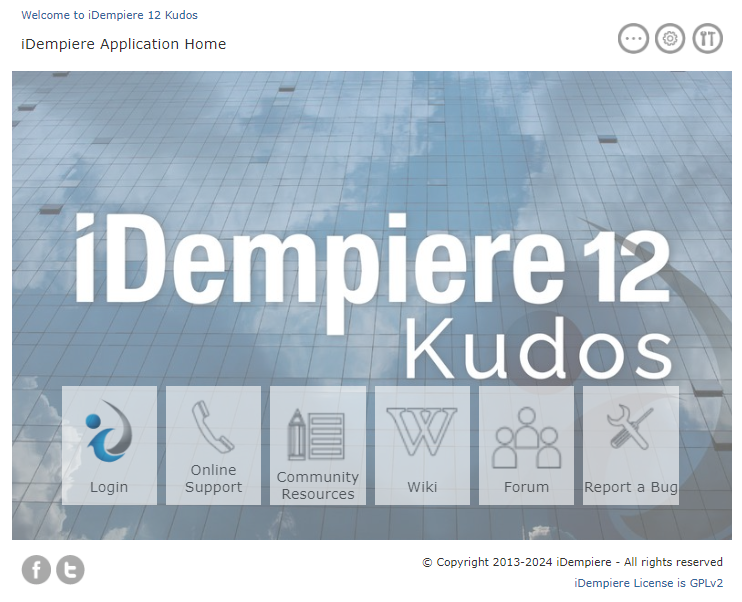 Welcome to iDempiere 12 Kudos
iDempiere Application Home
iDempiere 12
Kudos
Login
Online
Support
Community
Resources
Wiki
Forum
Report a Bug
© Copyright 2013-2024 iDempiere - All rights reserved
iDempiere License is GPLv2